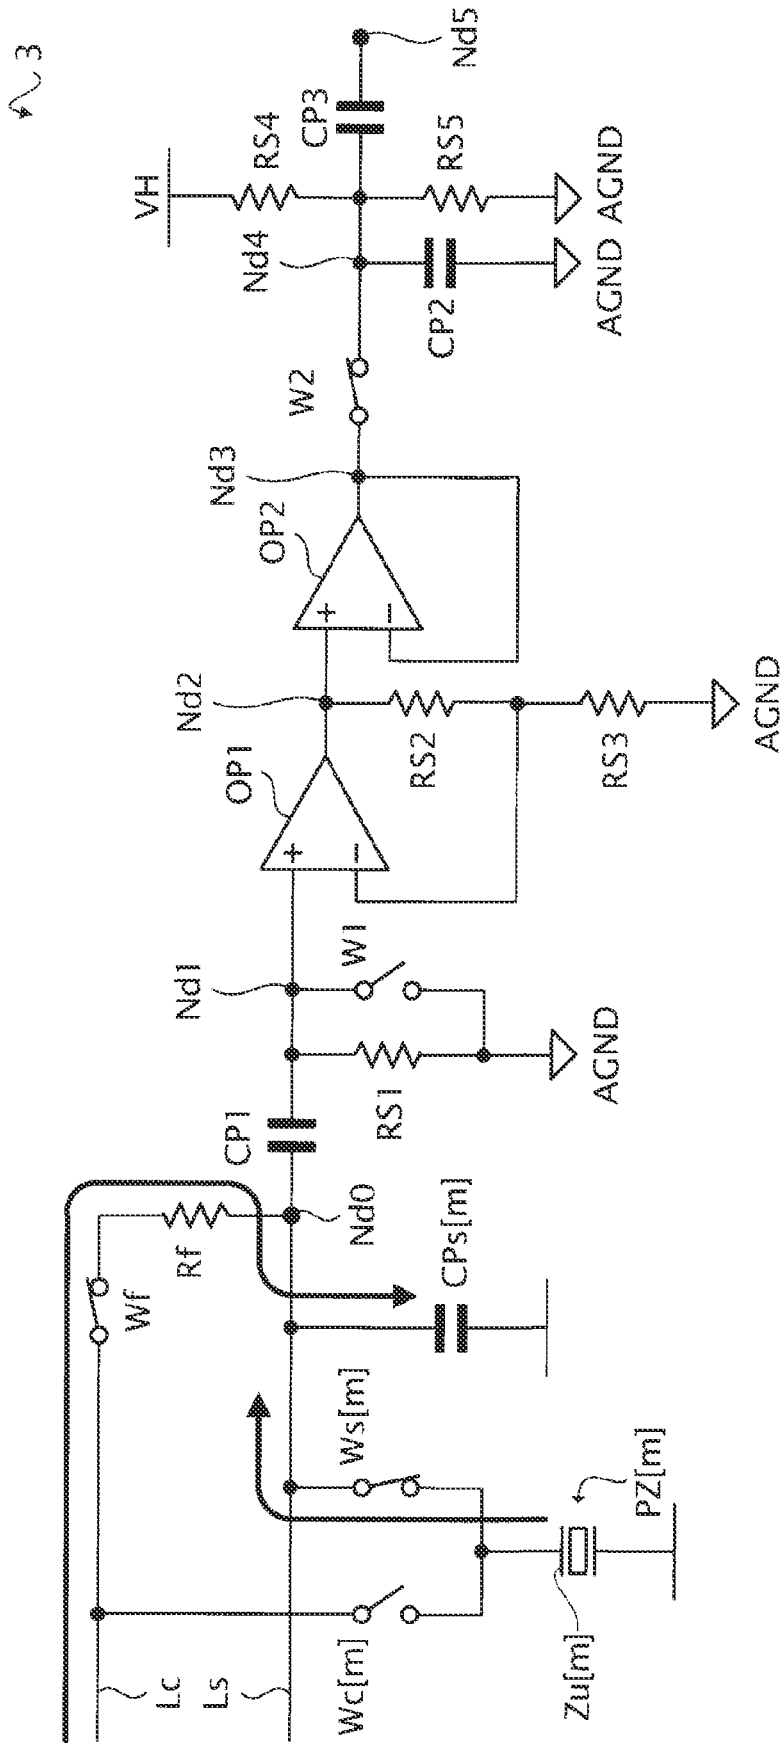 3
VH
RS4
CP3
Nd5
Nd4
RS5
CP2
AGND
AGND
W2
Nd3
OP2
+
−
Nd2
OP1
+
−
RS2
RS3
AGND
Nd1
W1
RS1
AGND
CP1
Nd0
Rf
Wf
CPs[m]
Ws[m]
Wc[m]
PZ[m]
Zu[m]
Lc
Ls